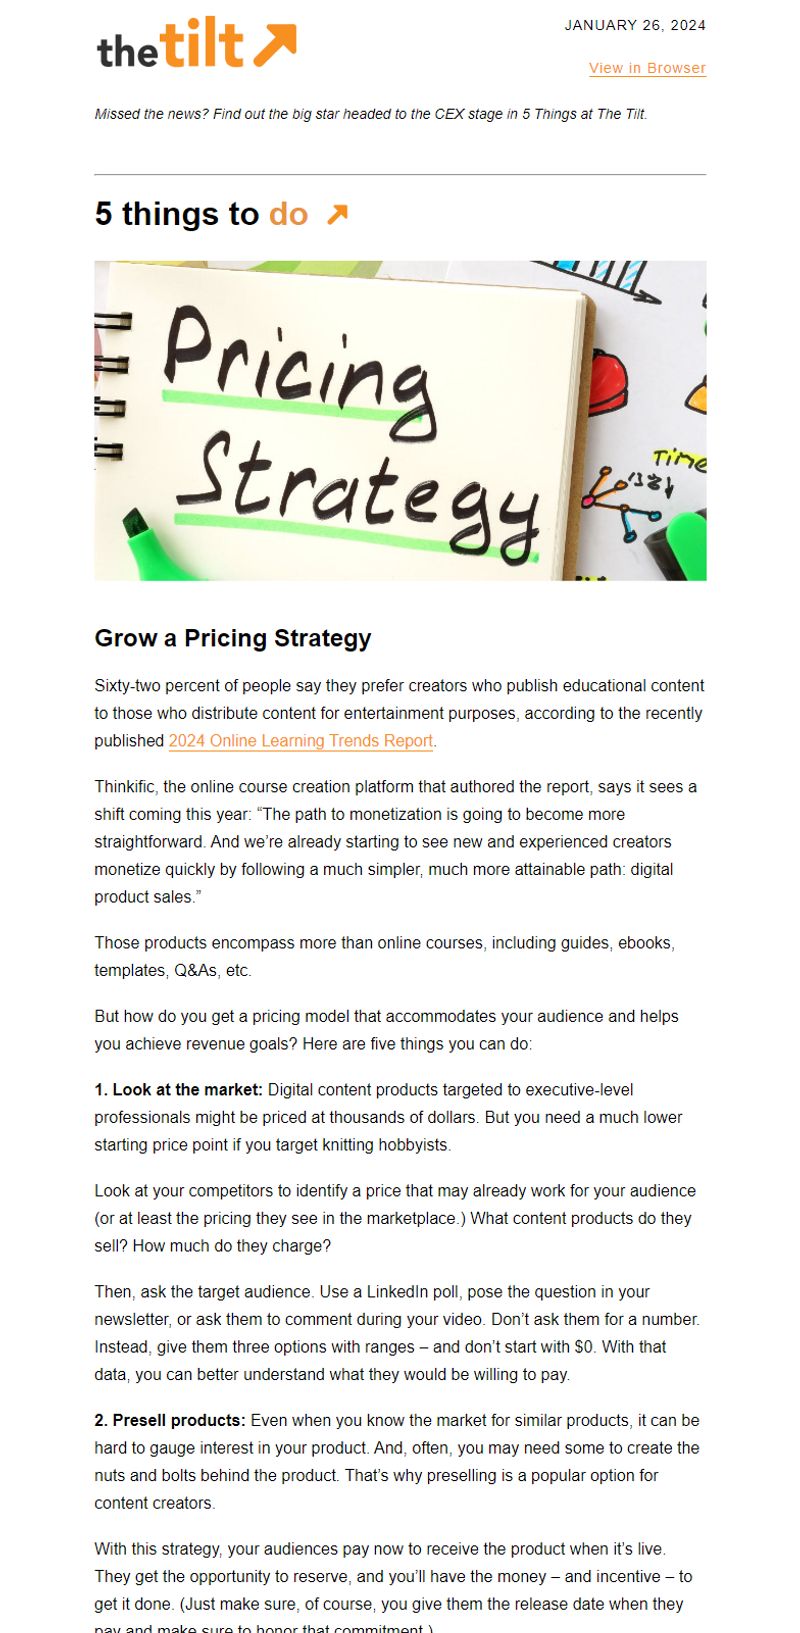 thetilt
JANUARY 26, 2024
View in Browser
Missed the news? Find out the big star headed to the CEX stage in 5 Things at The Tilt.
5 things to do
Pricing
Strategy
Time
Grow a Pricing Strategy
Sixty-two percent of people say they prefer creators who publish educational content
to those who distribute content for entertainment purposes, according to the recently
published 2024 Online Learning Trends Report.
Thinkific, the online course creation platform that authored the report, says it sees a
shift coming this year: “The path to monetization is going to become more
straightforward. And we’re already starting to see new and experienced creators
monetize quickly by following a much simpler, much more attainable path: digital
product sales.”
Those products encompass more than online courses, including guides, ebooks,
templates, Q&As, etc.
But how do you get a pricing model that accommodates your audience and helps
you achieve revenue goals? Here are five things you can do:
1. Look at the market: Digital content products targeted to executive-level
professionals might be priced at thousands of dollars. But you need a much lower
starting price point if you target knitting hobbyists.
Look at your competitors to identify a price that may already work for your audience
(or at least the pricing they see in the marketplace.) What content products do they
sell? How much do they charge?
Then, ask the target audience. Use a LinkedIn poll, pose the question in your
newsletter, or ask them to comment during your video. Don’t ask them for a number.
Instead, give them three options with ranges – and don’t start with $0. With that
data, you can better understand what they would be willing to pay.
2. Presell products: Even when you know the market for similar products, it can be
hard to gauge interest in your product. And, often, you may need some to create the
nuts and bolts behind the product. That’s why preselling is a popular option for
content creators.
With this strategy, your audiences pay now to receive the product when it’s live.
They get the opportunity to reserve, and you’ll have the money – and incentive – to
get it done. (Just make sure, of course, you give them the release date when they
pay and make sure to honor that commitment.)